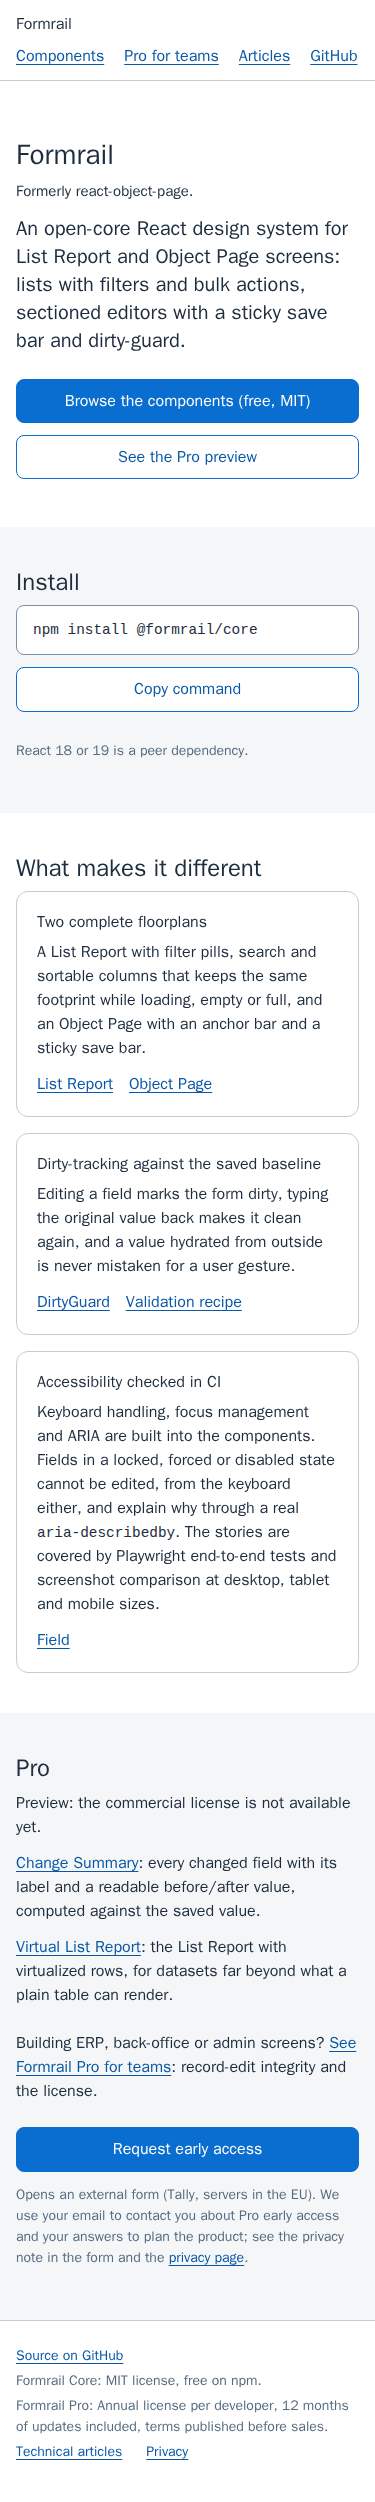 Formrail
Components Pro for teams Articles GitHub
Formrail
Formerly react-object-page.
An open-core React design system for
List Report and Object Page screens:
lists with filters and bulk actions,
sectioned editors with a sticky save
bar and dirty-guard.
Browse the components (free, MIT)
See the Pro preview
Install
npm install @formrail/core
Copy command
React 18 or 19 is a peer dependency.
What makes it different
Two complete floorplans
A List Report with filter pills, search and
sortable columns that keeps the same
footprint while loading, empty or full, and
an Object Page with an anchor bar and a
sticky save bar.
List Report Object Page
Dirty-tracking against the saved baseline
Editing a field marks the form dirty, typing
the original value back makes it clean
again, and a value hydrated from outside
is never mistaken for a user gesture.
DirtyGuard Validation recipe
Accessibility checked in CI
Keyboard handling, focus management
and ARIA are built into the components.
Fields in a locked, forced or disabled state
cannot be edited, from the keyboard
either, and explain why through a real
aria-describedby. The stories are
covered by Playwright end-to-end tests and
screenshot comparison at desktop, tablet
and mobile sizes.
Field
Pro
Preview: the commercial license is not available
yet.
Change Summary: every changed field with its
label and a readable before/after value,
computed against the saved value.
Virtual List Report: the List Report with
virtualized rows, for datasets far beyond what a
plain table can render.
Building ERP, back-office or admin screens? See
Formrail Pro for teams: record-edit integrity and
the license.
Request early access
Opens an external form (Tally, servers in the EU). We
use your email to contact you about Pro early access
and your answers to plan the product; see the privacy
note in the form and the privacy page.
Source on GitHub
Formrail Core: MIT license, free on npm.
Formrail Pro: Annual license per developer, 12 months
of updates included, terms published before sales.
Technical articles Privacy